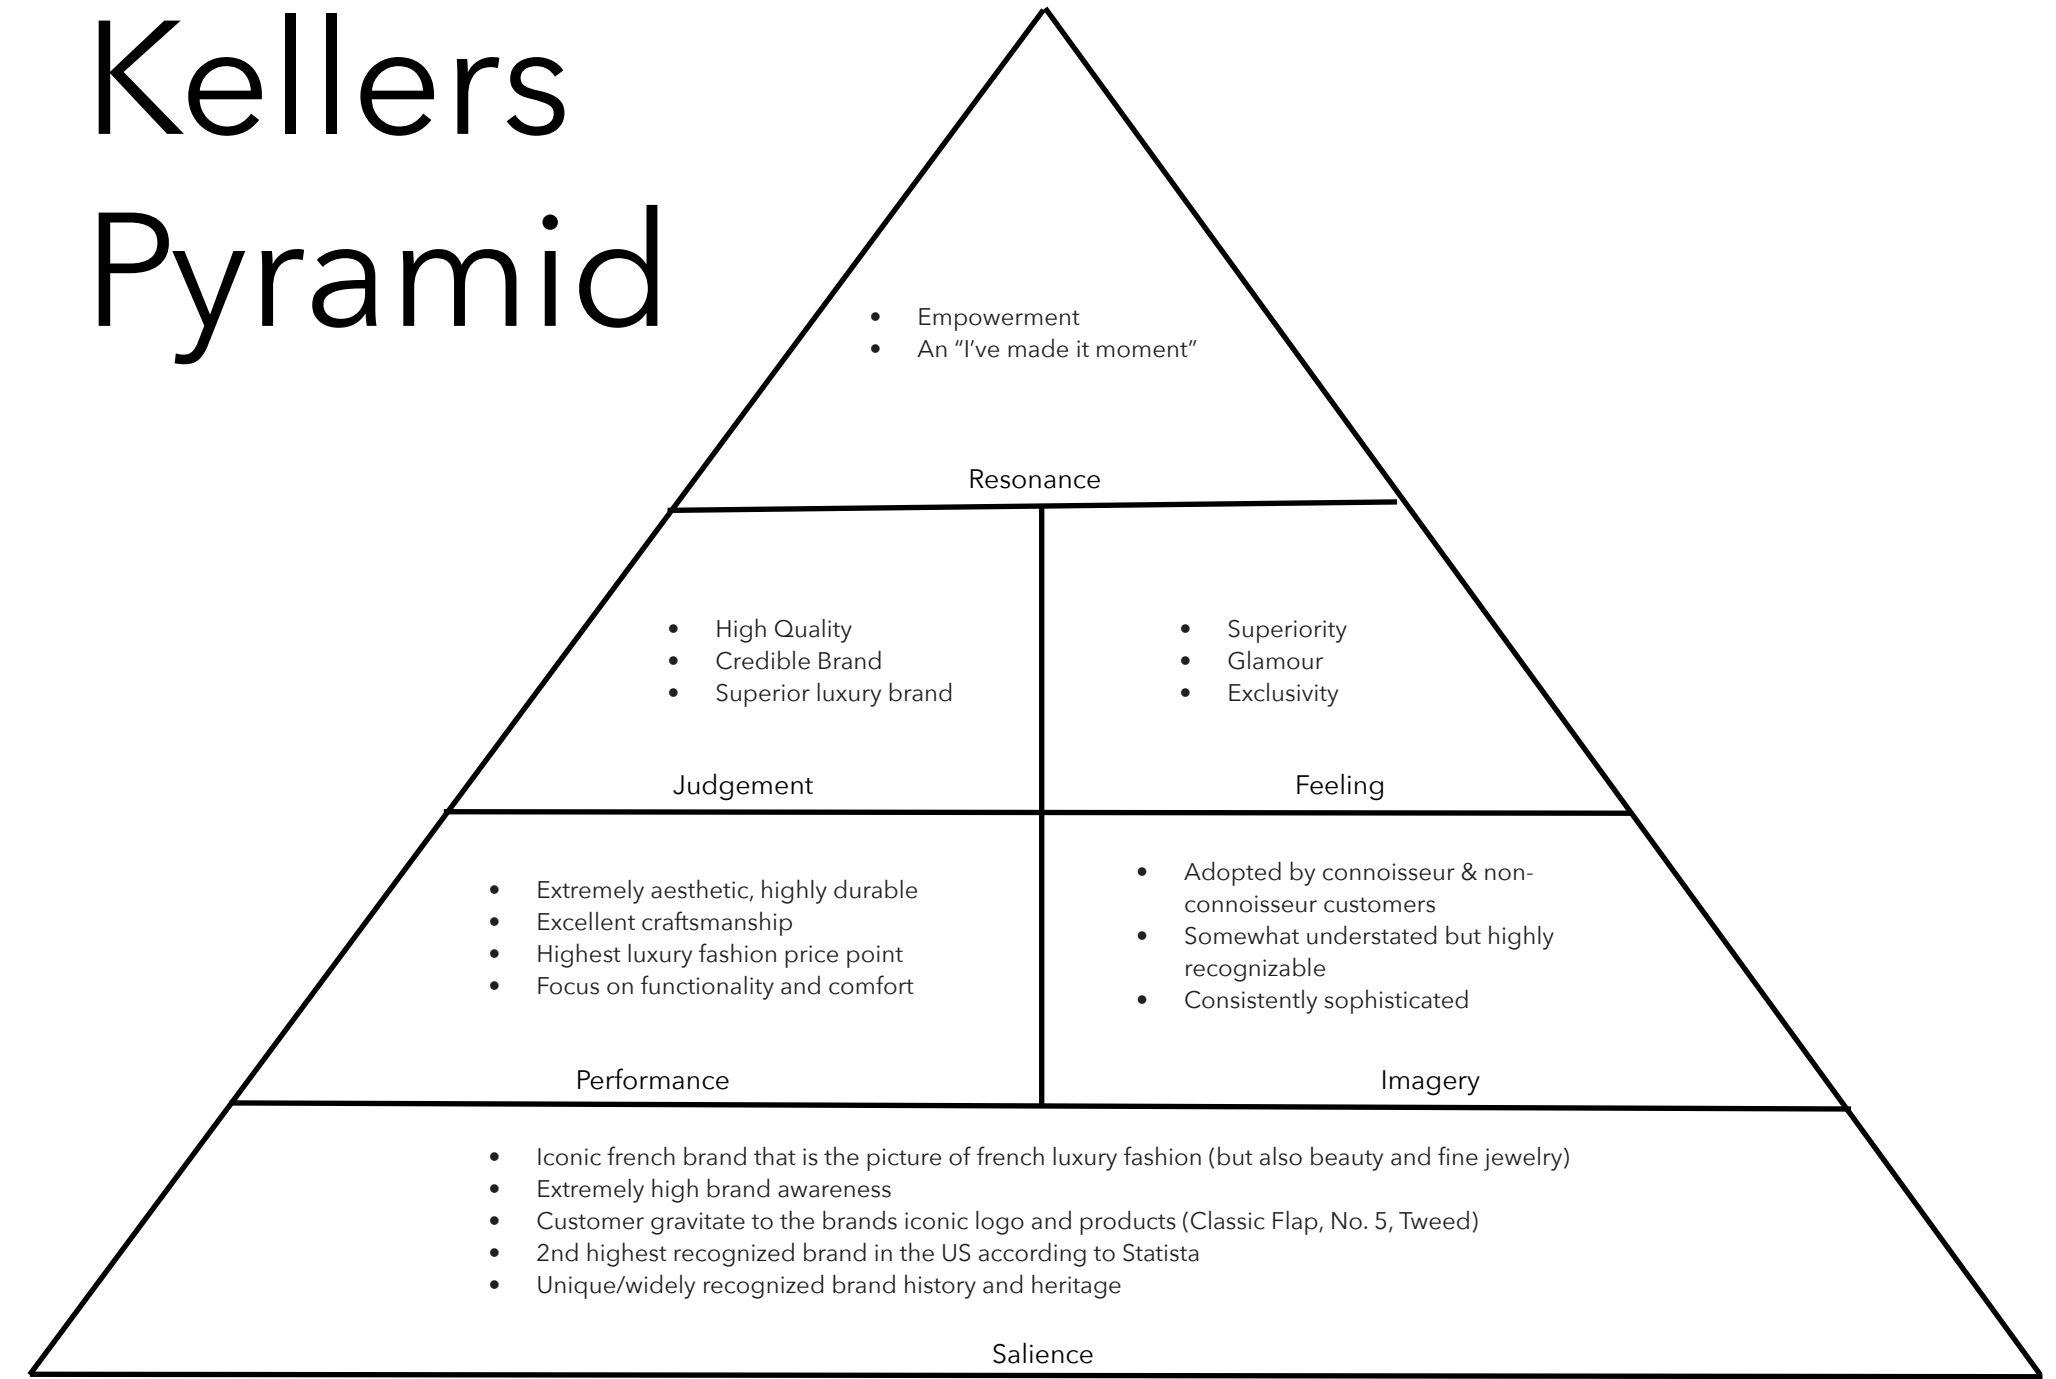 Kellers
Pyramid
• Empowerment
• An “I’ve made it moment”
Resonance
• High Quality
• Credible Brand
• Superior luxury brand
Judgement
• Superiority
• Glamour
• Exclusivity
Feeling
• Extremely aesthetic, highly durable
• Excellent craftsmanship
• Highest luxury fashion price point
• Focus on functionality and comfort
Performance
• Adopted by connoisseur & non-
connoisseur customers
• Somewhat understated but highly
recognizable
• Consistently sophisticated
Imagery
• Iconic french brand that is the picture of french luxury fashion (but also beauty and fine jewelry)
• Extremely high brand awareness
• Customer gravitate to the brands iconic logo and products (Classic Flap, No. 5, Tweed)
• 2nd highest recognized brand in the US according to Statista
• Unique/widely recognized brand history and heritage
Salience